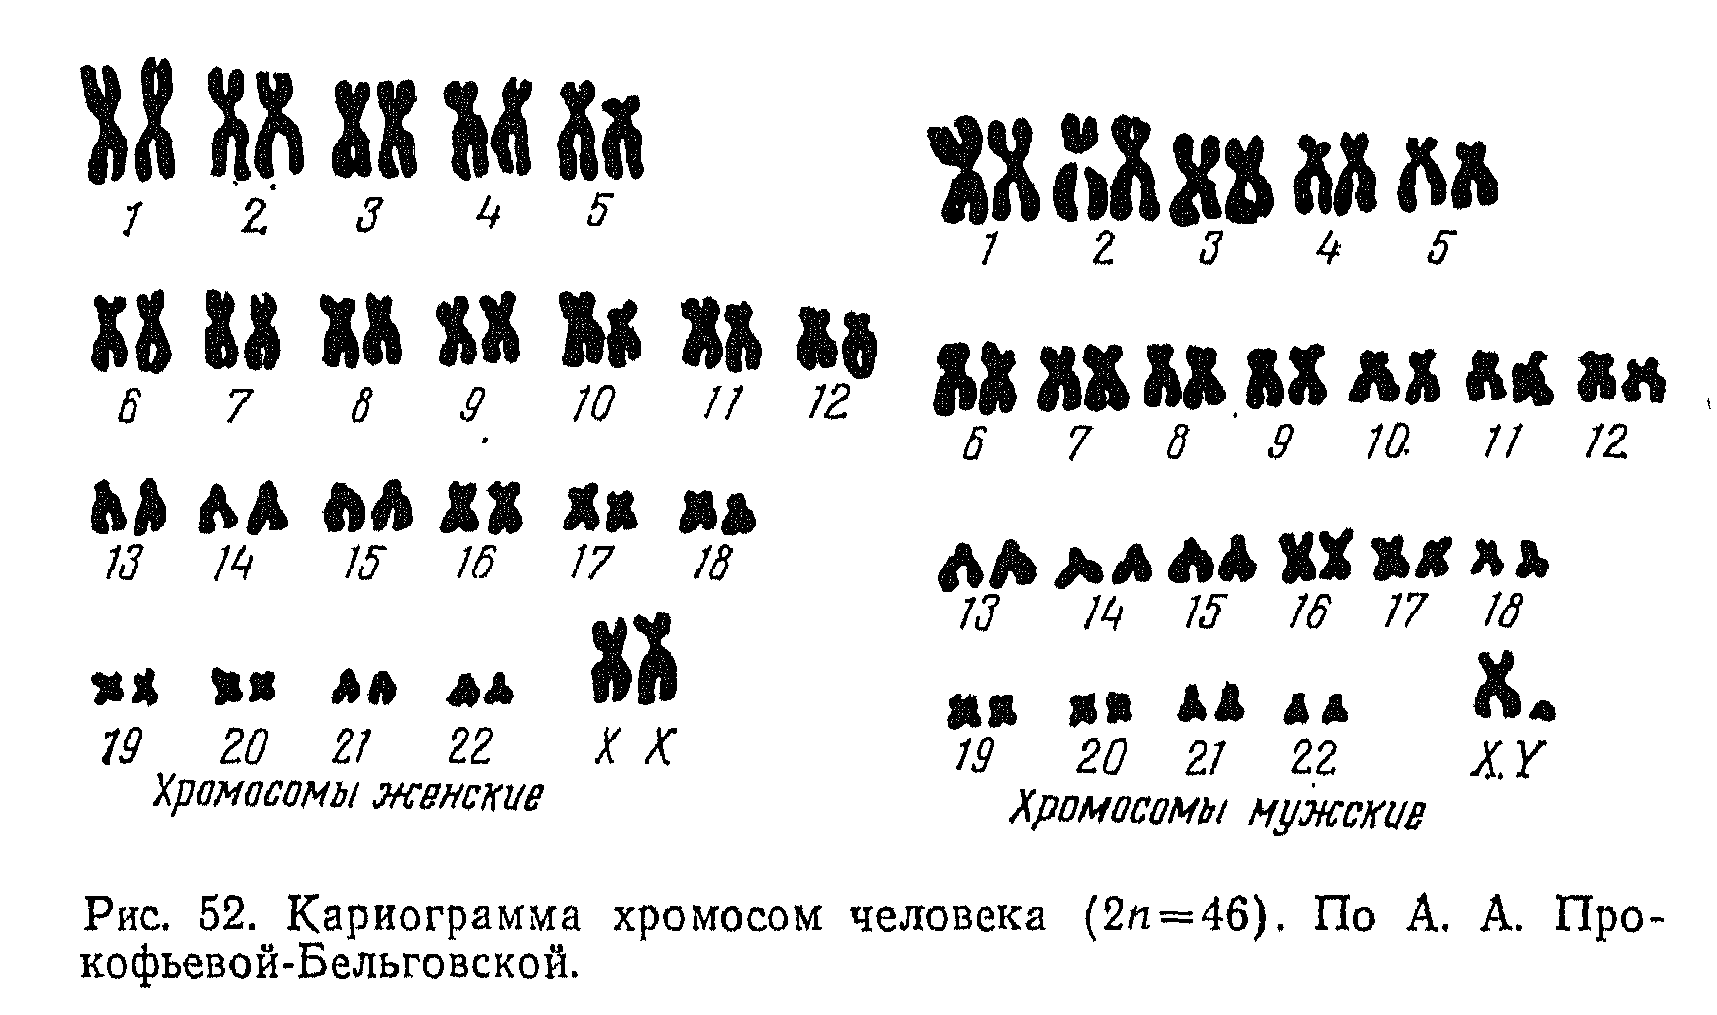 1 2 3 4 5
6 7 8 9 10 11 12
13 14 15 16 17 18
19 20 21 22 X X
Хромосомы женские
1 2 3 4 5
6 7 8 9 10. 11 12
13 14 15 16 17 18
19 20 21 22 X. Y
Хромосомы мужские
Рис. 52. Кариограмма хромосом человека (2n=46). По А. А. Про-
кофьевой-Бельговской.